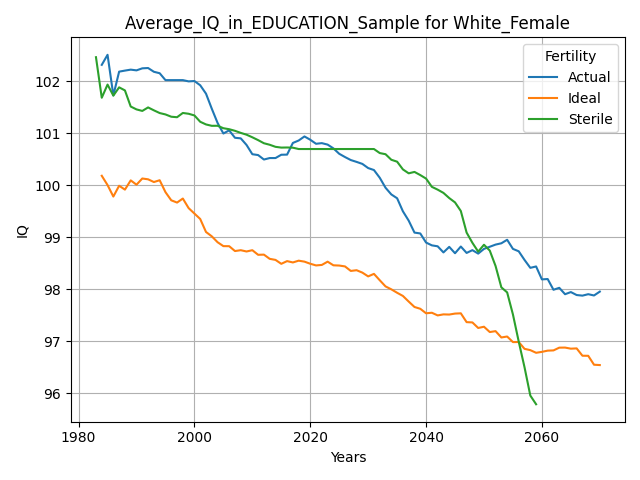 Average_IQ_in_EDUCATION_Sample for White_Female
Fertility
Actual
Ideal
Sterile
IQ
102
101
100
99
98
97
96
1980
2000
2020
2040
2060
Years